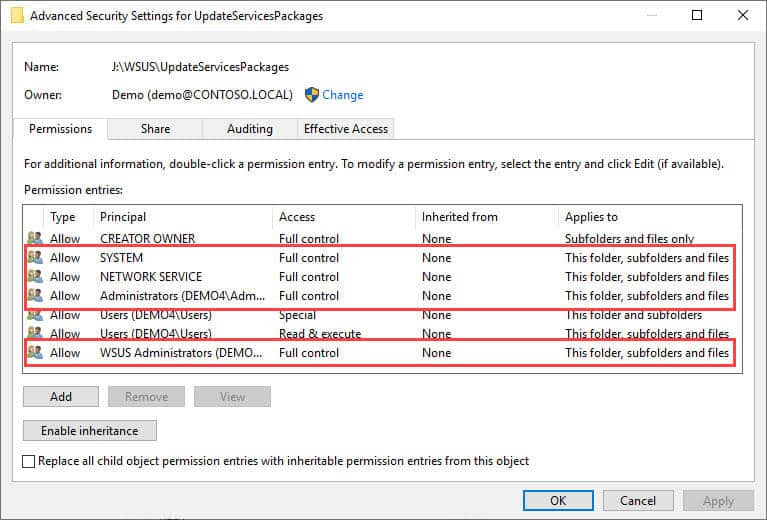 Advanced Security Settings for UpdateServicesPackages
Name: J:\WSUS\UpdateServicesPackages
Owner: Demo (demo@CONTOSO.LOCAL) Change
Permissions Share Auditing Effective Access
For additional information, double-click a permission entry. To modify a permission entry, select the entry and click Edit (if available).
Permission entries:
Type Principal Access Inherited from Applies to
Allow CREATOR OWNER Full control None Subfolders and files only
Allow SYSTEM Full control None This folder, subfolders and files
Allow NETWORK SERVICE Full control None This folder, subfolders and files
Allow Administrators (DEMO4\Adm... Full control None This folder, subfolders and files
Allow Users (DEMO4\Users) Special None This folder and subfolders
Allow Users (DEMO4\Users) Read & execute None This folder, subfolders and files
Allow WSUS Administrators (DEMO... Full control None This folder, subfolders and files
Add Remove View
Enable inheritance
Replace all child object permission entries with inheritable permission entries from this object
OK Cancel Apply